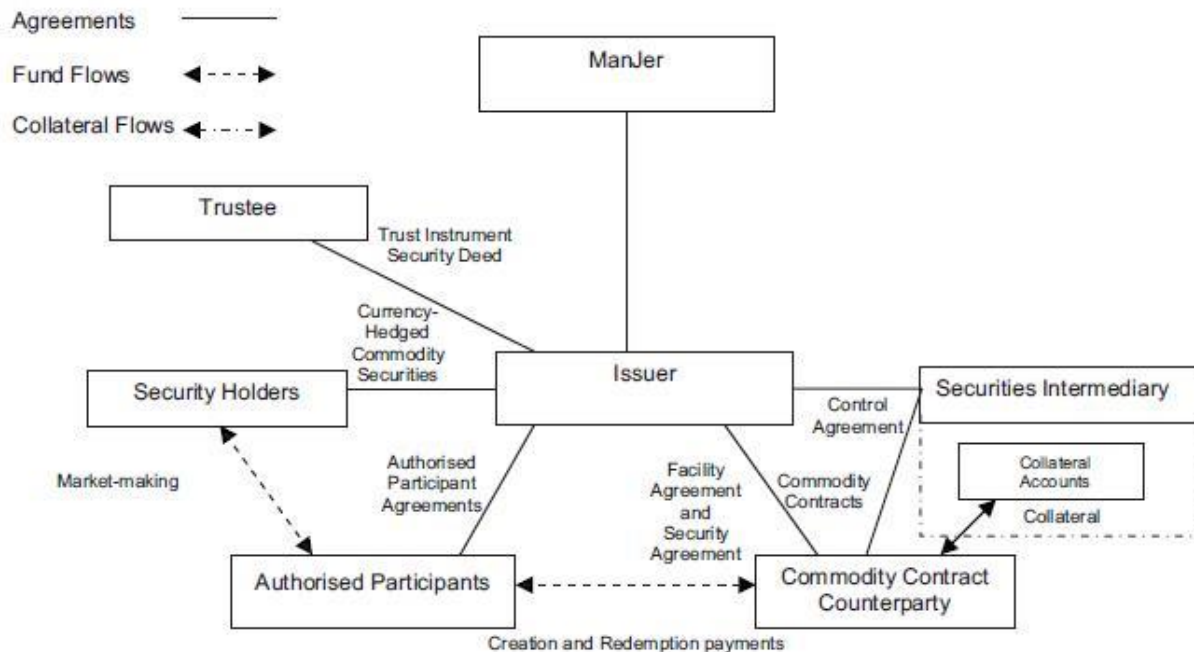 Agreements
Fund Flows
Collateral Flows
ManJer
Trustee
Trust Instrument
Security Deed
Currency-
Hedged
Commodity
Securities
Issuer
Security Holders
Securities Intermediary
Control
Agreement
Collateral
Accounts
Collateral
Market-making
Authorised
Participant
Agreements
Facility
Agreement
and
Security
Agreement
Commodity
Contracts
Authorised Participants
Commodity Contract
Counterparty
Creation and Redemption payments